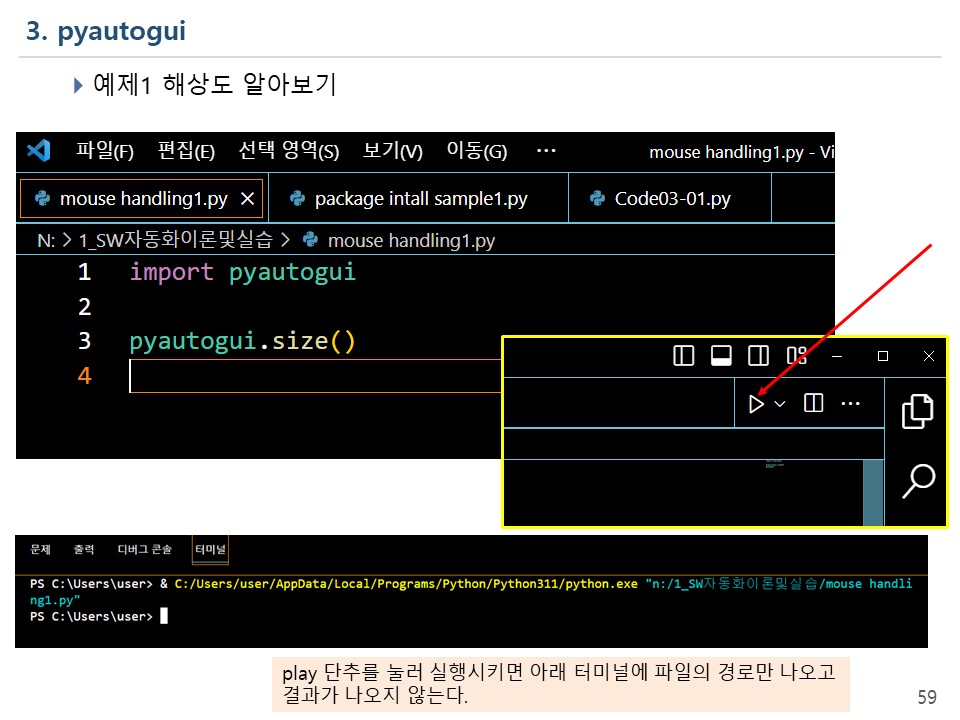 3. pyautogui
예제1 해상도 알아보기
파일(F) 편집(E) 선택 영역(S) 보기(V) 이동(G) ··· mouse handling1.py - Vi
mouse handling1.py package intall sample1.py Code03-01.py
N: > 1_SW자동화이론및실습 > mouse handling1.py
1 import pyautogui
2
3 pyautogui.size()
4
문제 출력 디버그 콘솔 터미널
PS C:\Users\user> & C:/Users/user/AppData/Local/Programs/Python/Python311/python.exe "n:/1_SW자동화이론및실습/mouse handli
ng1.py"
PS C:\Users\user>
play 단추를 눌러 실행시키면 아래 터미널에 파일의 경로만 나오고
결과가 나오지 않는다.
59